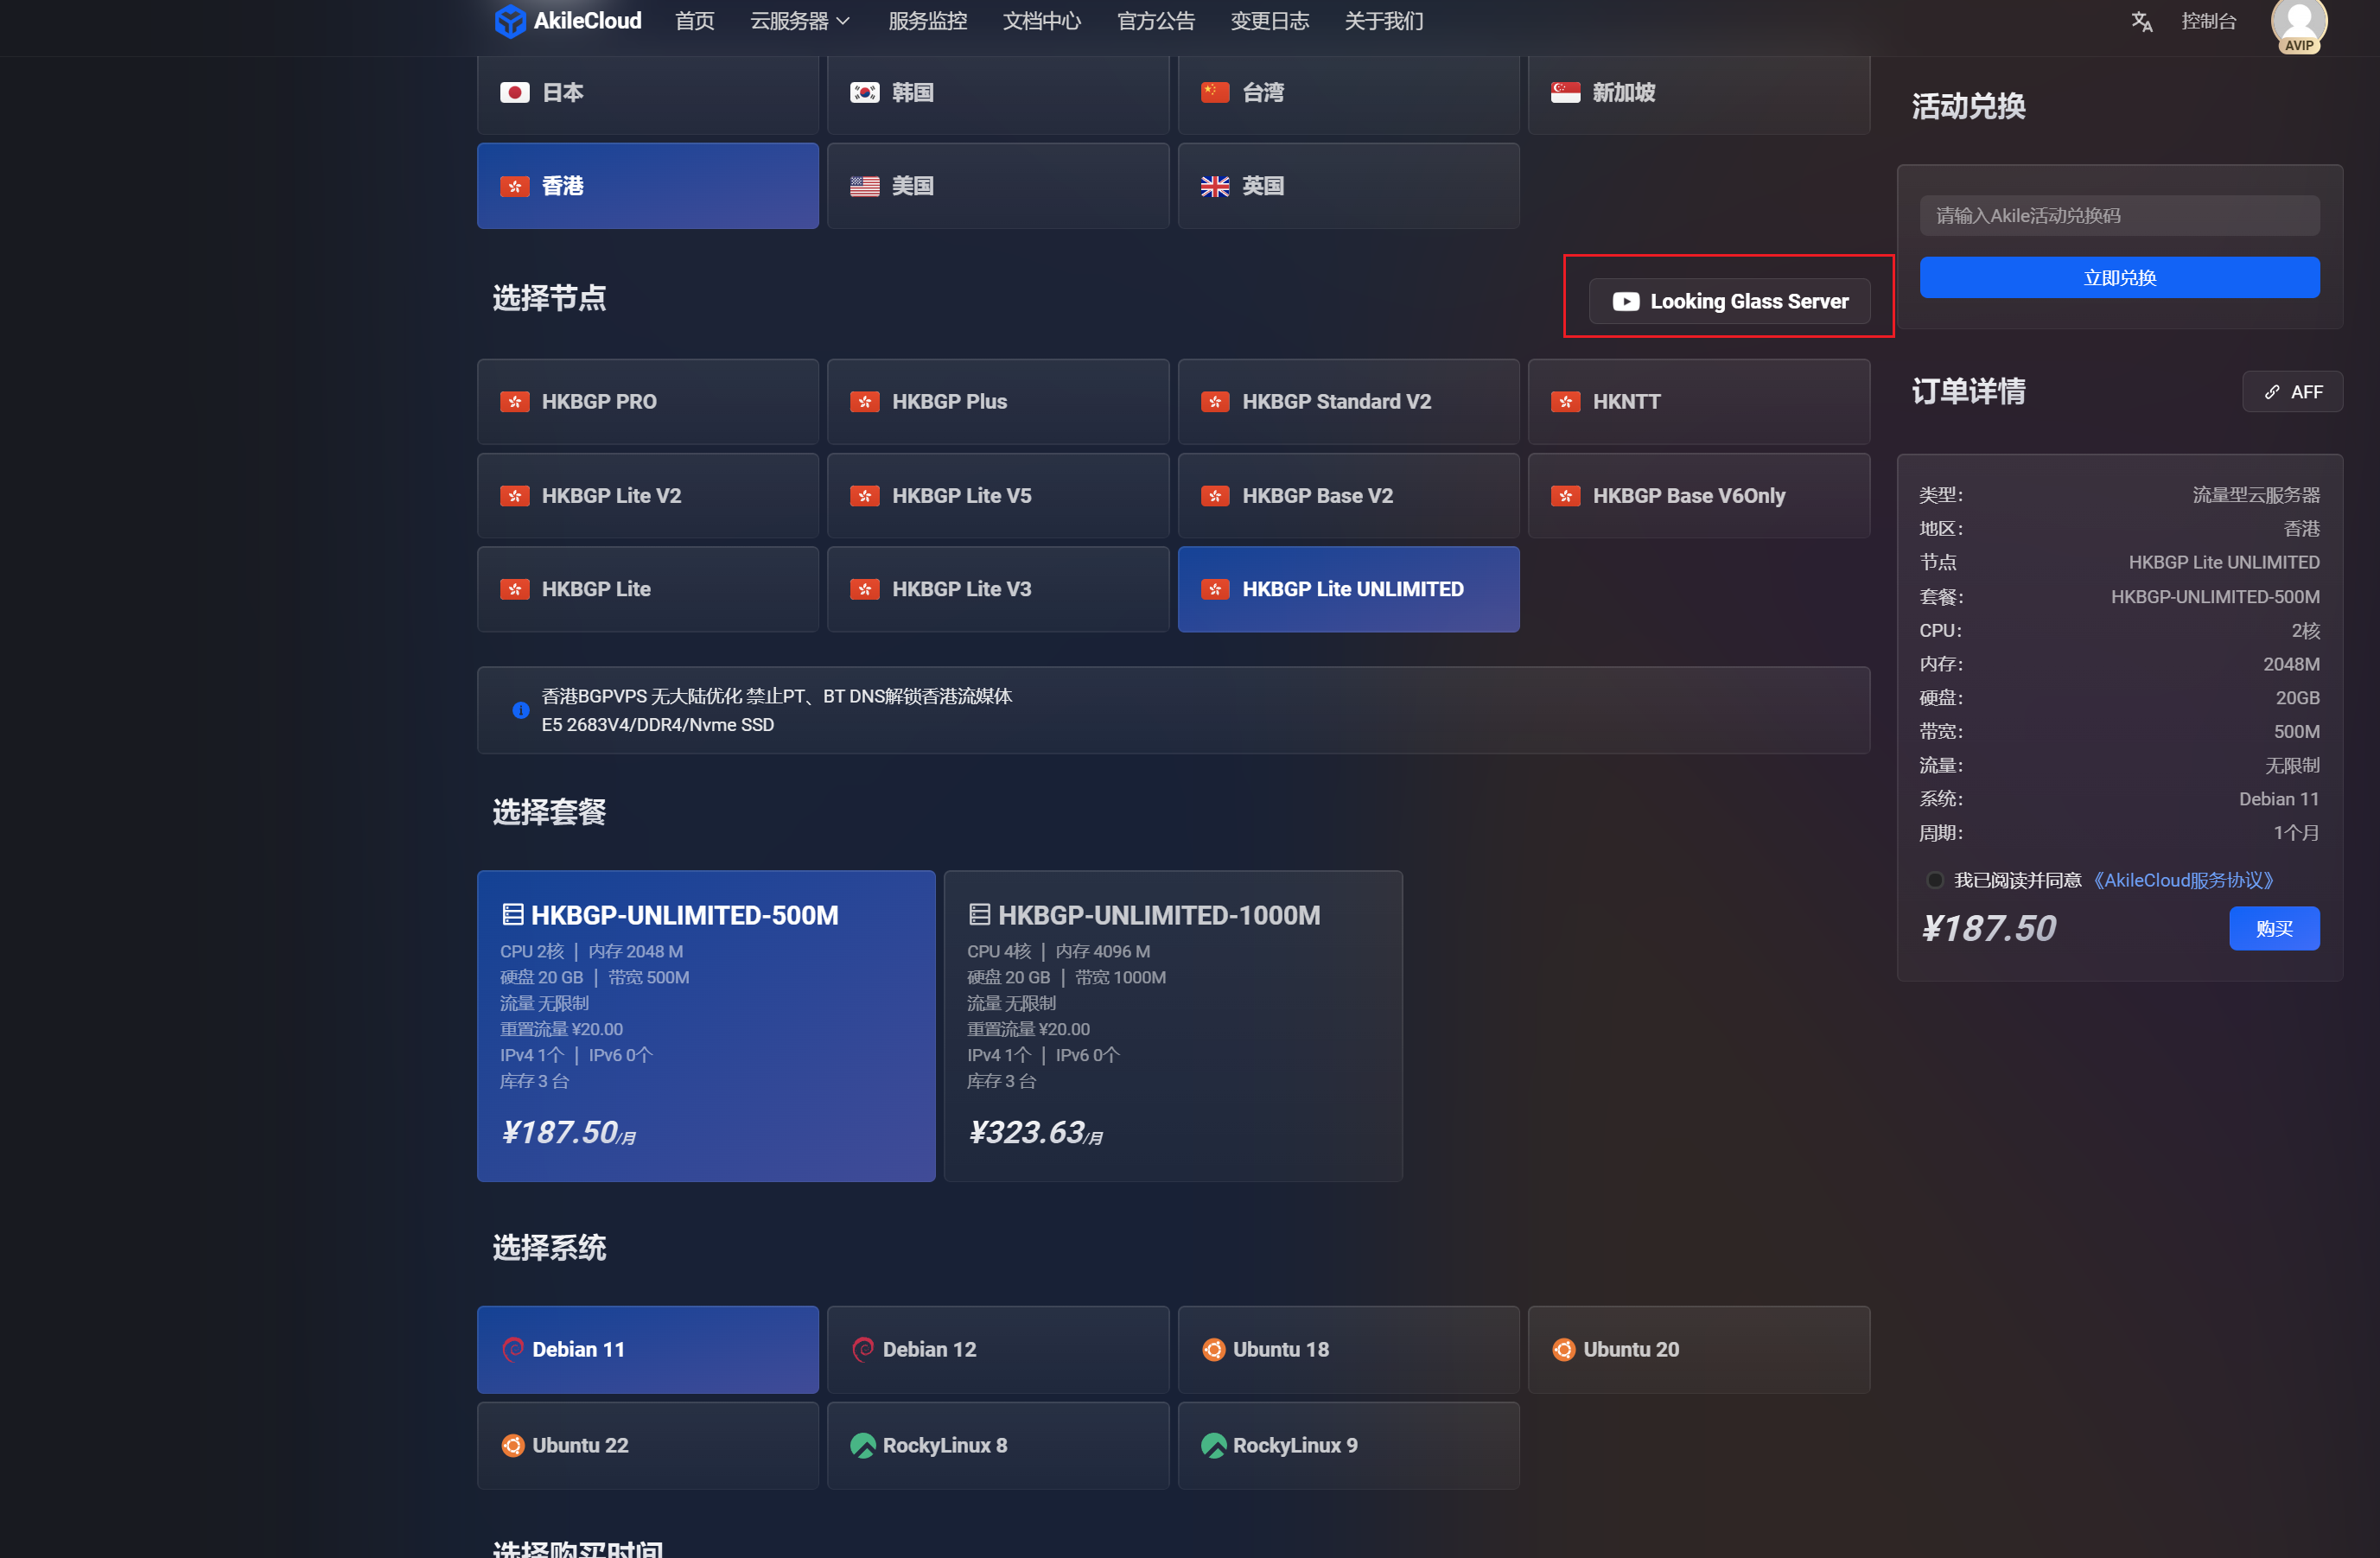 AkileCloud 首页 云服务器 服务监控 文档中心 官方公告 变更日志 关于我们 控制台
AVIP
日本 韩国 台湾 新加坡
香港 美国 英国
选择节点
Looking Glass Server
HKBGP PRO HKBGP Plus HKBGP Standard V2 HKNTT
HKBGP Lite V2 HKBGP Lite V5 HKBGP Base V2 HKBGP Base V6Only
HKBGP Lite HKBGP Lite V3 HKBGP Lite UNLIMITED
香港BGPVPS 无大陆优化 禁止PT、BT DNS解锁香港流媒体
E5 2683V4/DDR4/Nvme SSD
选择套餐
HKBGP-UNLIMITED-500M
CPU 2核 | 内存 2048 M
硬盘 20 GB | 带宽 500M
流量 无限制
重置流量 ¥20.00
IPv4 1个 | IPv6 0个
库存 3 台
¥187.50/月
HKBGP-UNLIMITED-1000M
CPU 4核 | 内存 4096 M
硬盘 20 GB | 带宽 1000M
流量 无限制
重置流量 ¥20.00
IPv4 1个 | IPv6 0个
库存 3 台
¥323.63/月
选择系统
Debian 11 Debian 12 Ubuntu 18 Ubuntu 20
Ubuntu 22 RockyLinux 8 RockyLinux 9
选择购买时间
活动兑换
请输入Akile活动兑换码
立即兑换
订单详情 AFF
类型: 流量型云服务器
地区: 香港
节点 HKBGP Lite UNLIMITED
套餐: HKBGP-UNLIMITED-500M
CPU: 2核
内存: 2048M
硬盘: 20GB
带宽: 500M
流量: 无限制
系统: Debian 11
周期: 1个月
我已阅读并同意 《AkileCloud服务协议》
¥187.50 购买